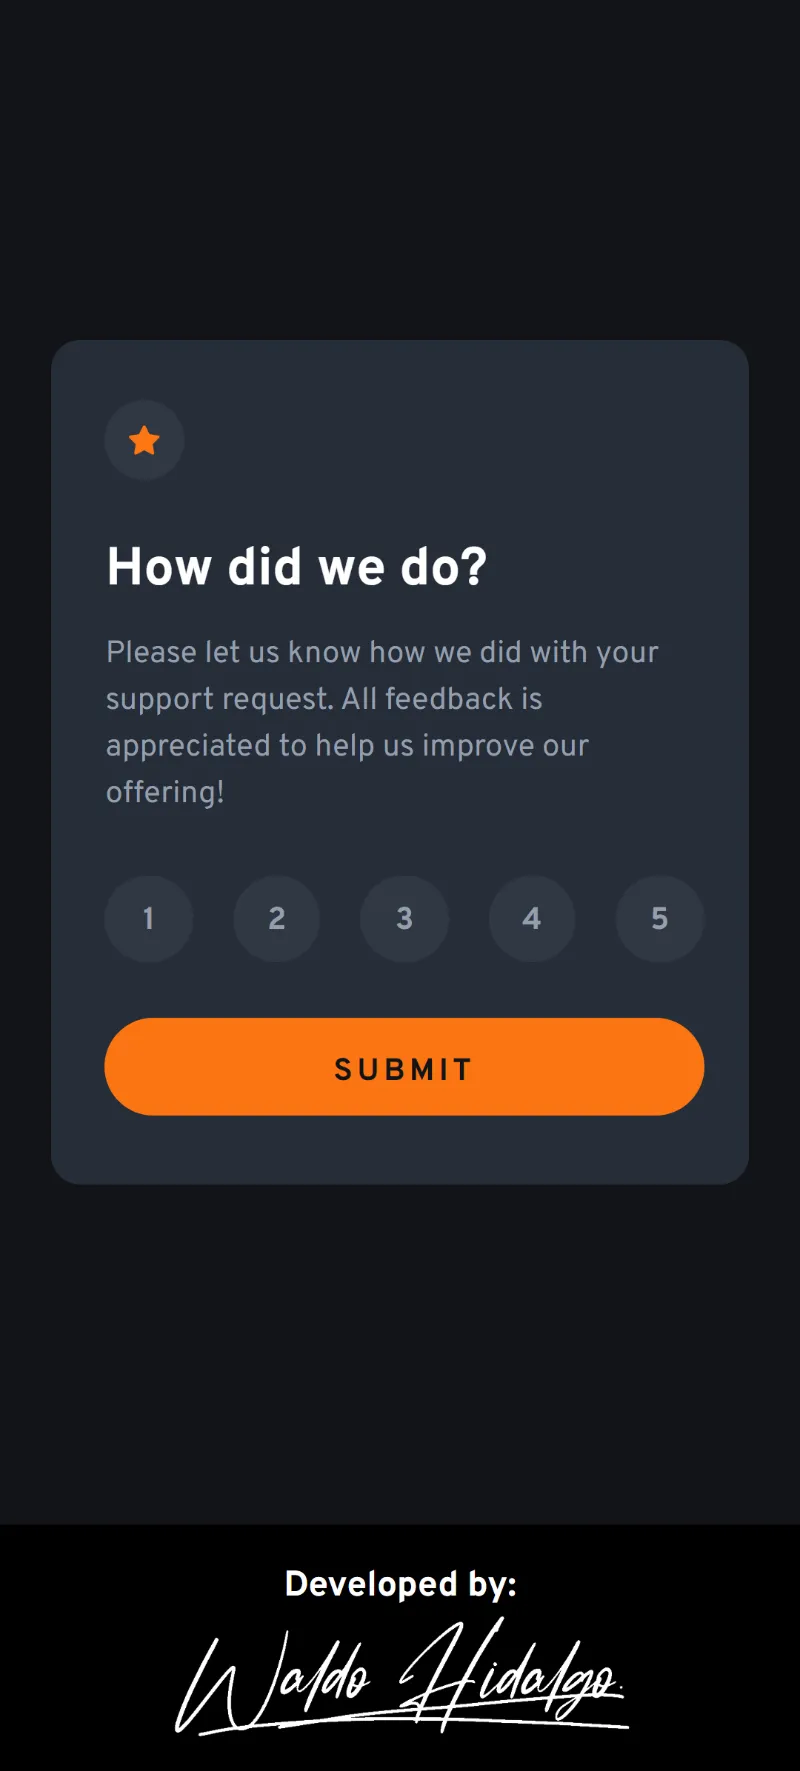 How did we do?
Please let us know how we did with your
support request. All feedback is
appreciated to help us improve our
offering!
1 2 3 4 5
SUBMIT
Developed by:
Waldo Hidalgo.